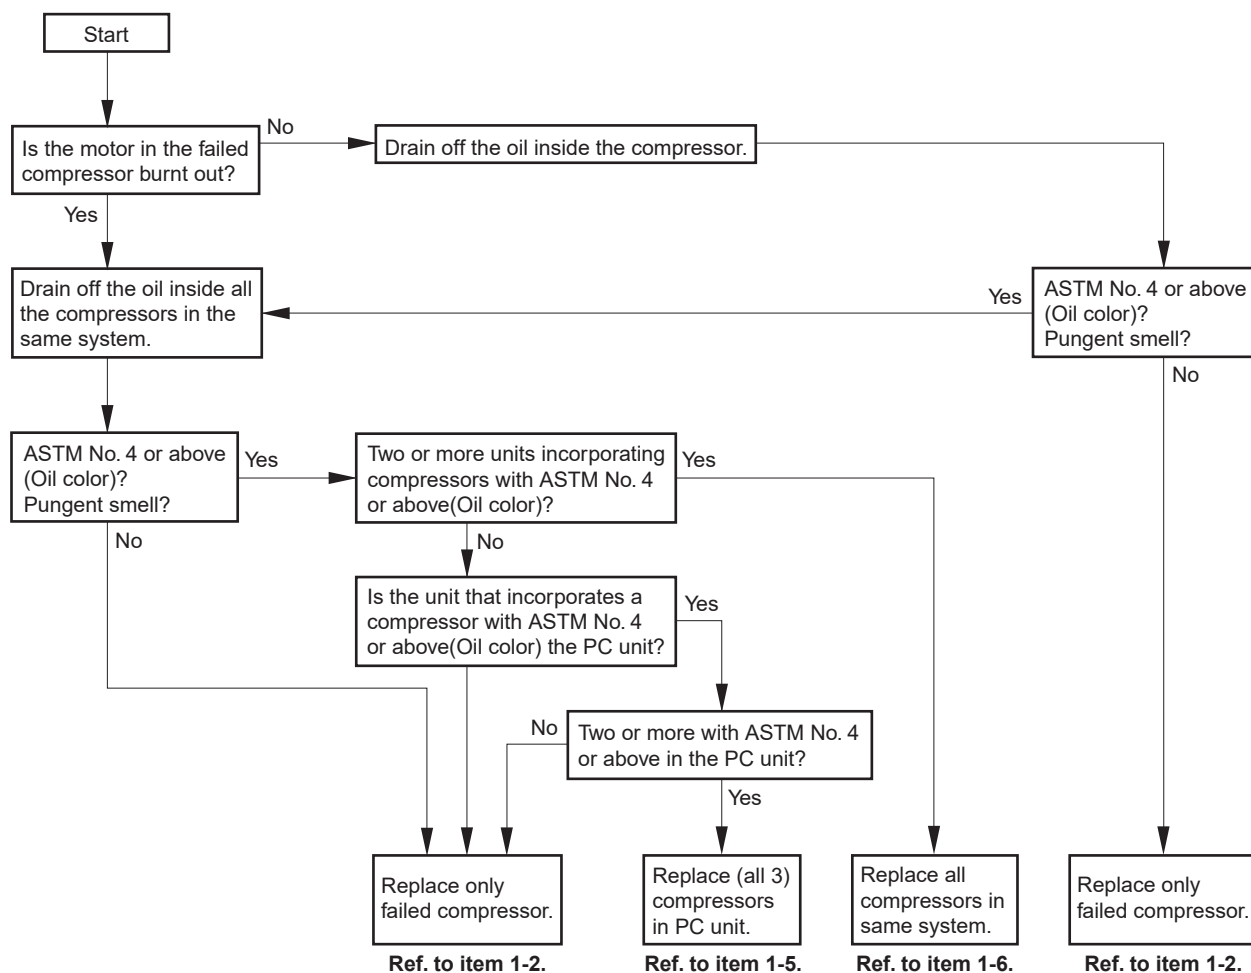 Start
Is the motor in the failed
compressor burnt out?
No
Drain off the oil inside the compressor.
Yes
Drain off the oil inside all
the compressors in the
same system.
Yes
ASTM No. 4 or above
(Oil color)?
Pungent smell?
No
ASTM No. 4 or above
(Oil color)?
Pungent smell?
Yes
Two or more units incorporating
compressors with ASTM No. 4
or above(Oil color)?
Yes
No
No
Is the unit that incorporates a
compressor with ASTM No. 4
or above(Oil color) the PC unit?
Yes
No
Two or more with ASTM No. 4
or above in the PC unit?
Yes
Replace only
failed compressor.
Replace (all 3)
compressors
in PC unit.
Replace all
compressors in
same system.
Replace only
failed compressor.
Ref. to item 1-2.
Ref. to item 1-5.
Ref. to item 1-6.
Ref. to item 1-2.